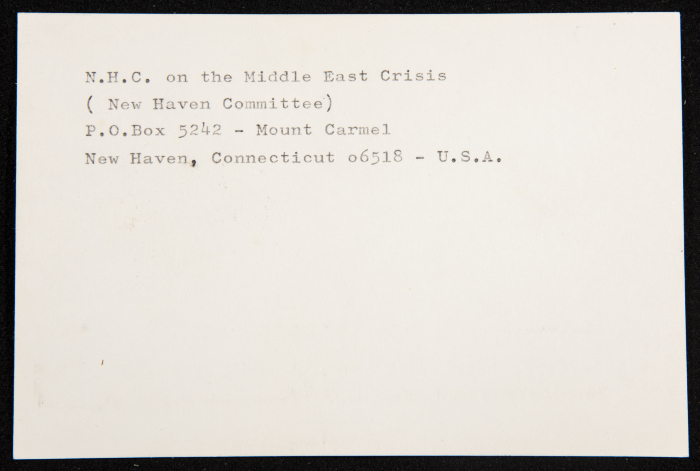 N.H.C. on the Middle East Crisis
( New Haven Committee)
P.O.Box 5242 - Mount Carmel
New Haven, Connecticut o6518 - U.S.A.